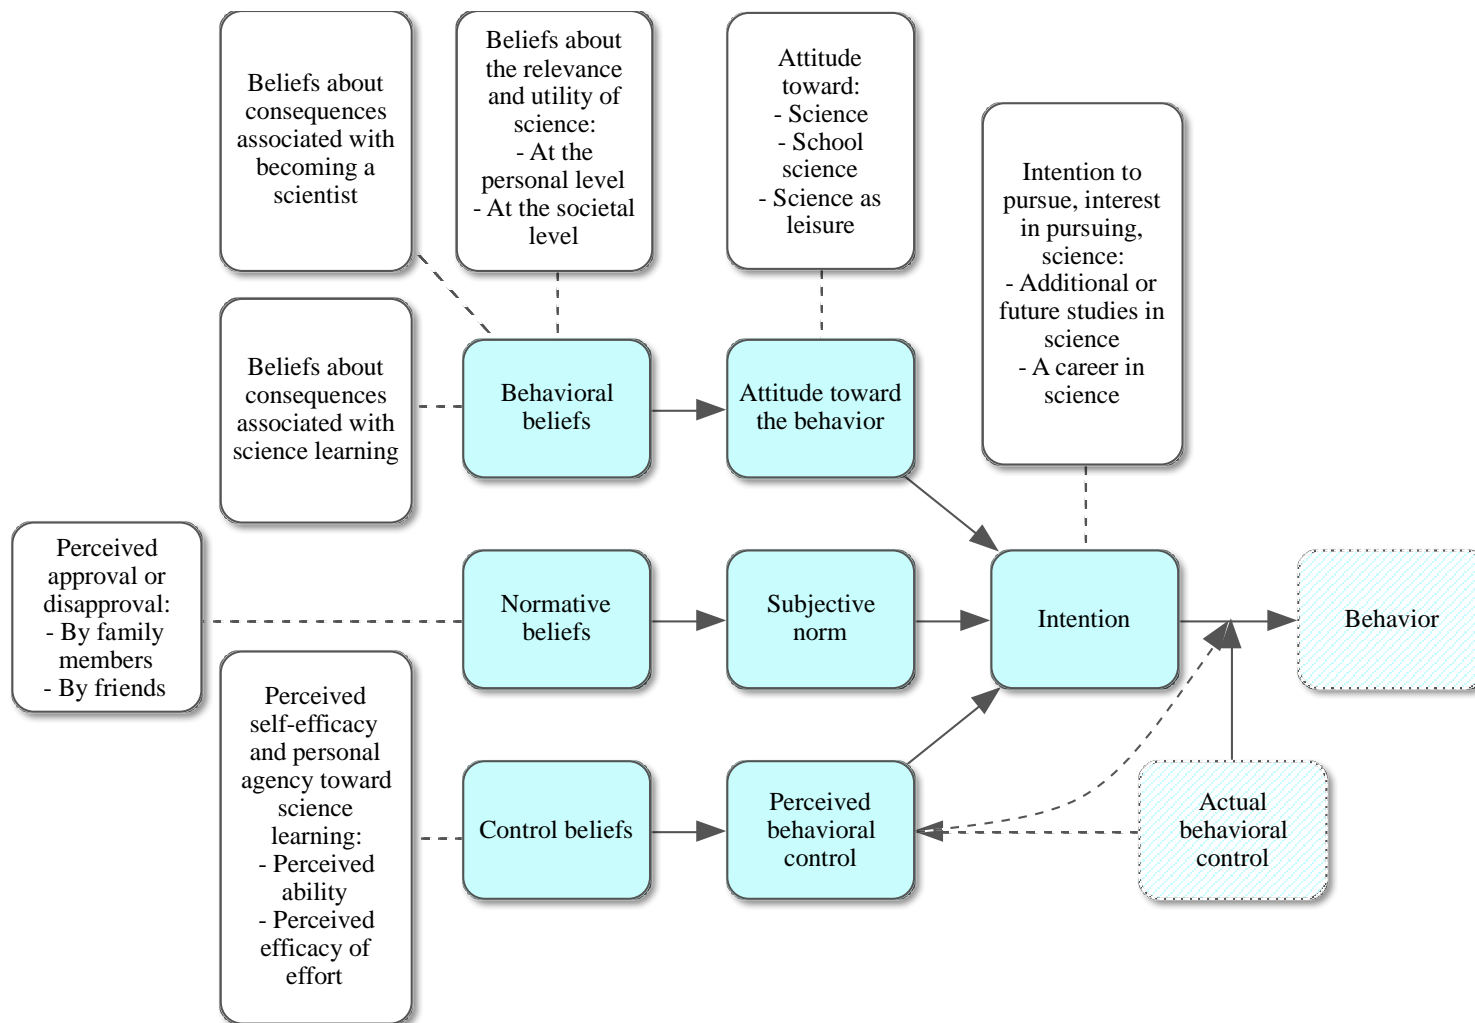 Beliefs about
consequences
associated with
becoming a
scientist
Beliefs about
the relevance
and utility of
science:
- At the
personal level
- At the societal
level
Attitude
toward:
- Science
- School
science
- Science as
leisure
Intention to
pursue, interest
in pursuing,
science:
- Additional or
future studies in
science
- A career in
science
Beliefs about
consequences
associated with
science learning
Behavioral
beliefs
Attitude toward
the behavior
Perceived
approval or
disapproval:
- By family
members
- By friends
Normative
beliefs
Subjective
norm
Intention
Behavior
Perceived
self-efficacy
and personal
agency toward
science
learning:
- Perceived
ability
- Perceived
efficacy of
effort
Control beliefs
Perceived
behavioral
control
Actual
behavioral
control